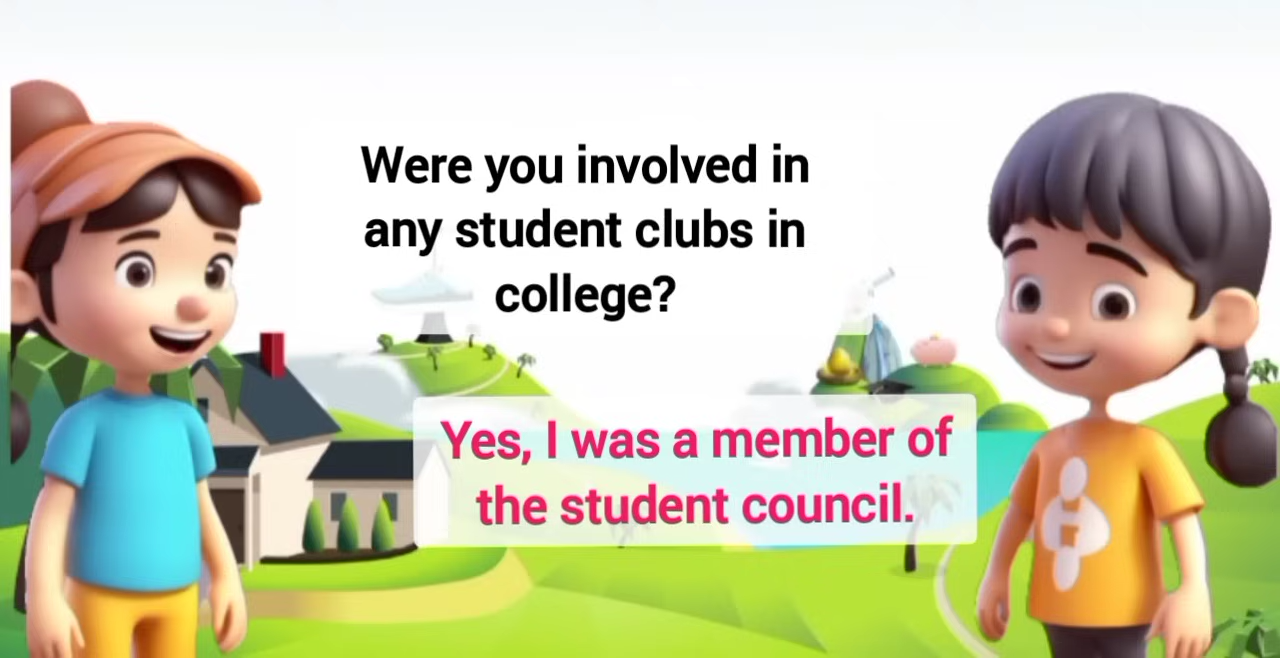 Were you involved in
any student clubs in
college?
Yes, I was a member of
the student council.